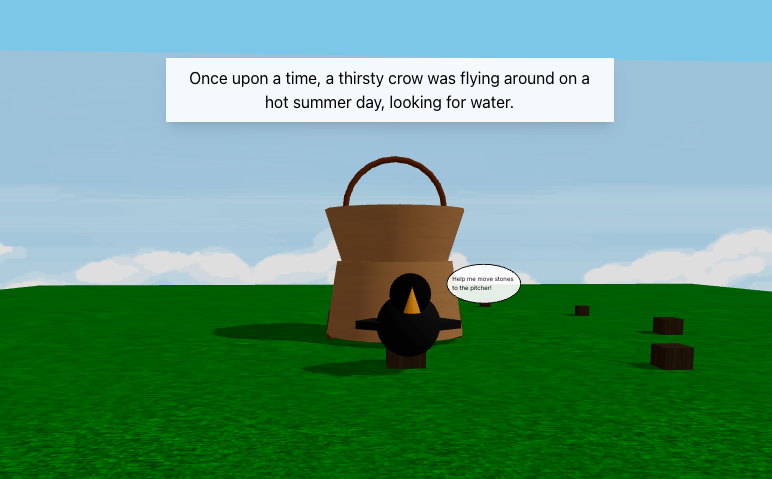 Once upon a time, a thirsty crow was flying around on a
hot summer day, looking for water.
Help me move stones
to the pitcher!